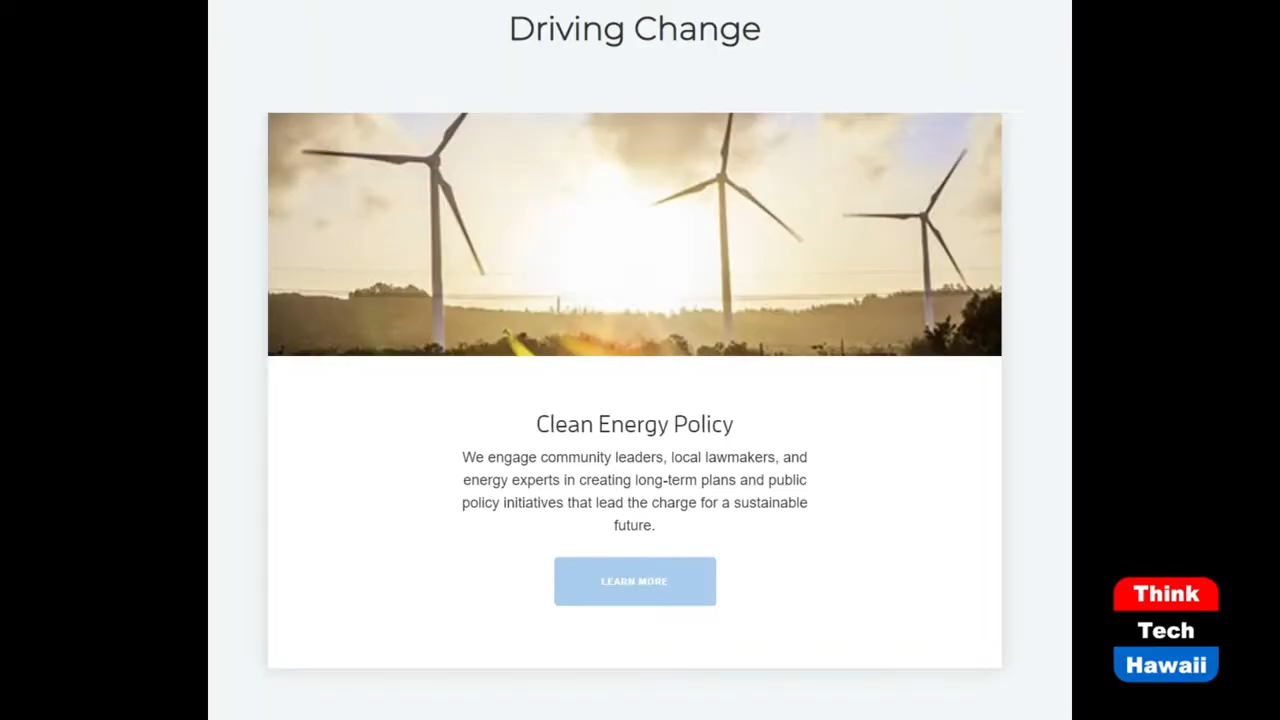 Driving Change
Clean Energy Policy
We engage community leaders, local lawmakers, and
energy experts in creating long-term plans and public
policy initiatives that lead the charge for a sustainable
future.
LEARN MORE
Think
Tech
Hawaii